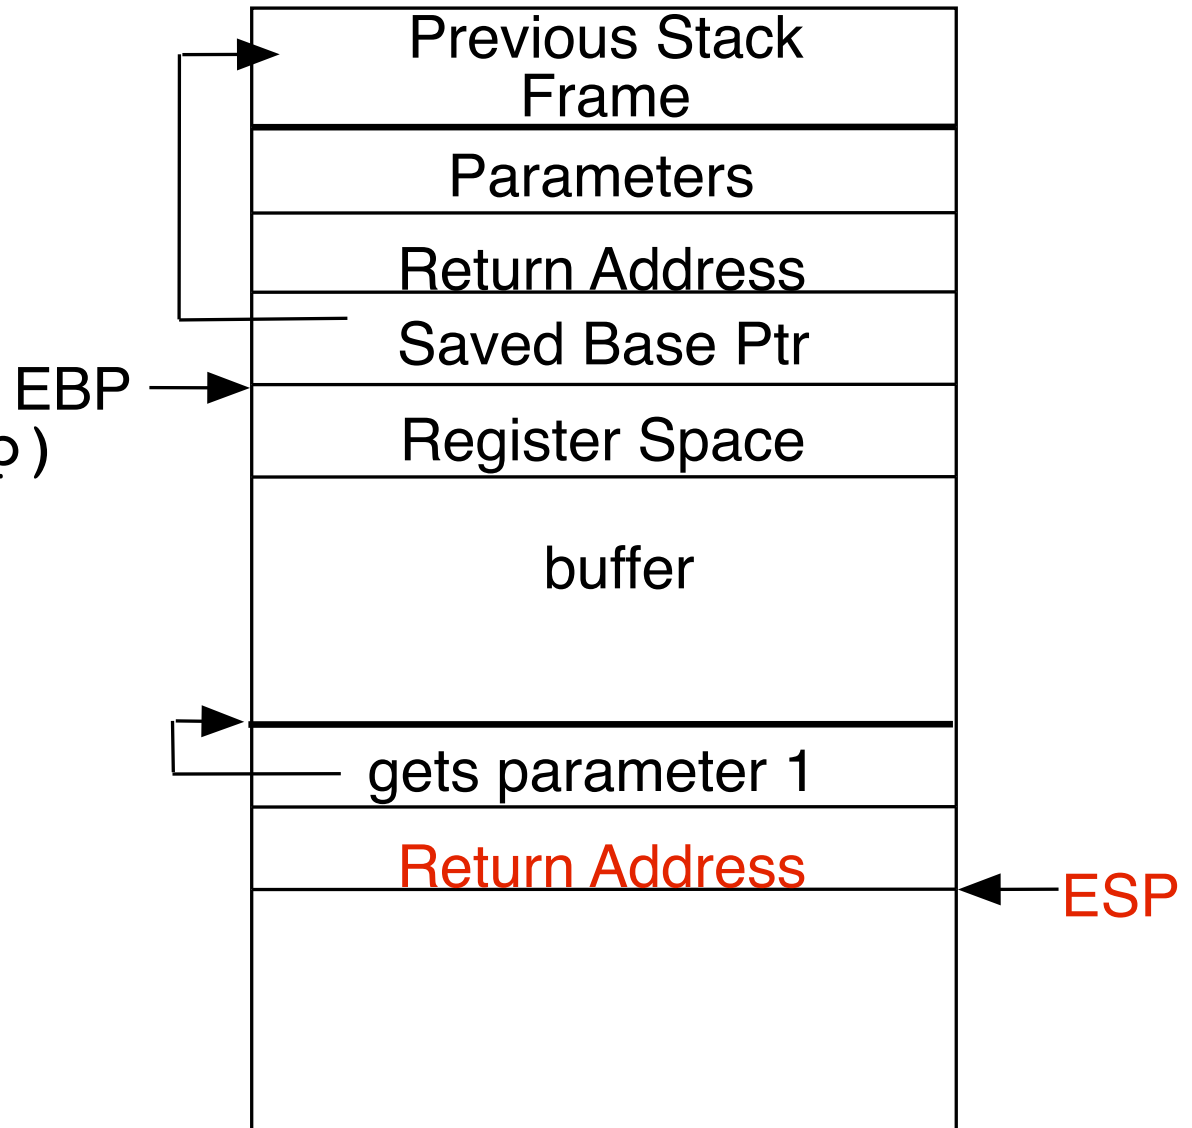 Previous Stack
Frame
Parameters
Return Address
Saved Base Ptr
EBP
Register Space
)
buffer
gets parameter 1
Return Address
ESP